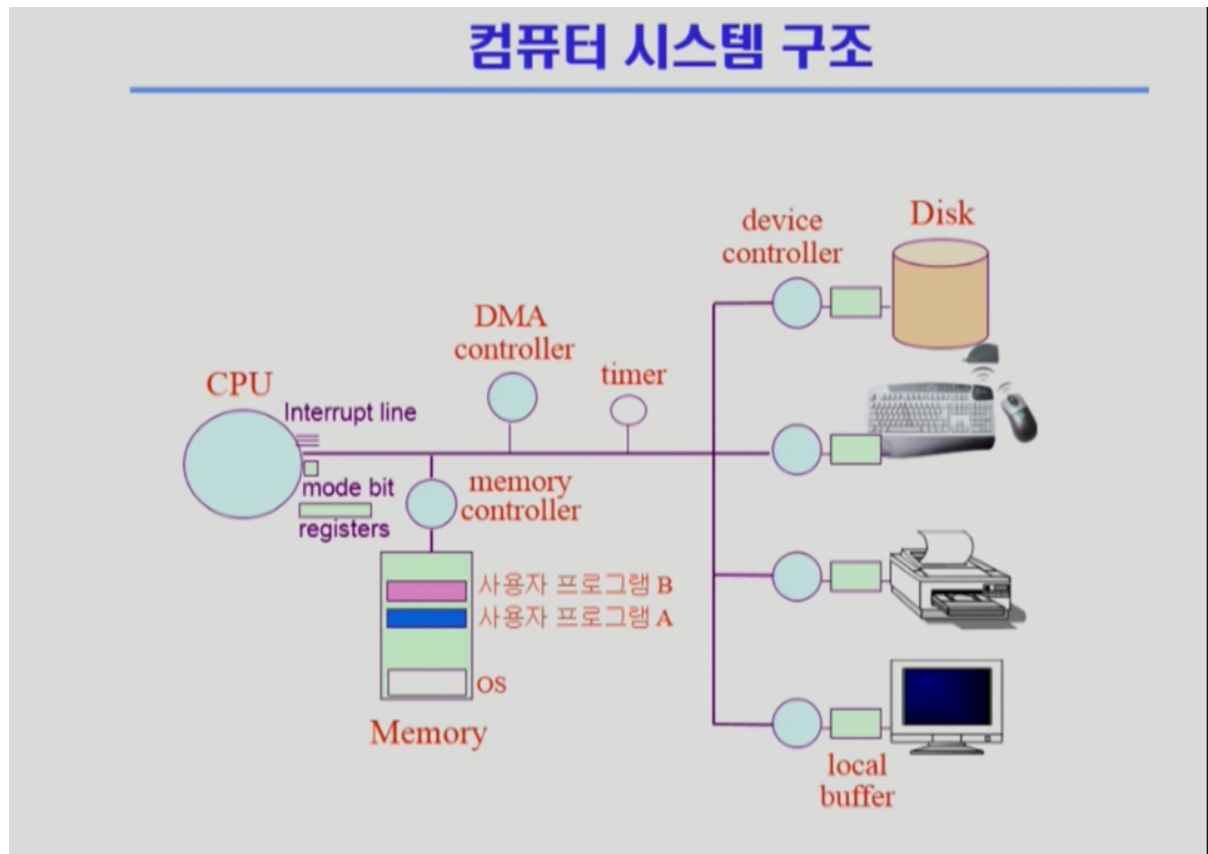 컴퓨터 시스템 구조
device
controller
Disk
DMA
controller
timer
CPU
Interrupt line
mode bit
registers
memory
controller
사용자 프로그램 B
사용자 프로그램 A
OS
Memory
local
buffer